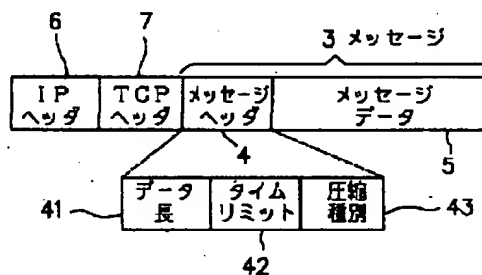 6
7
3 メッセージ
IP
ヘッダ
TCP
ヘッダ
メッセージ
ヘッダ
メッセージ
データ
4
5
41
データ
長
タイム
リミット
圧縮
種別
43
42